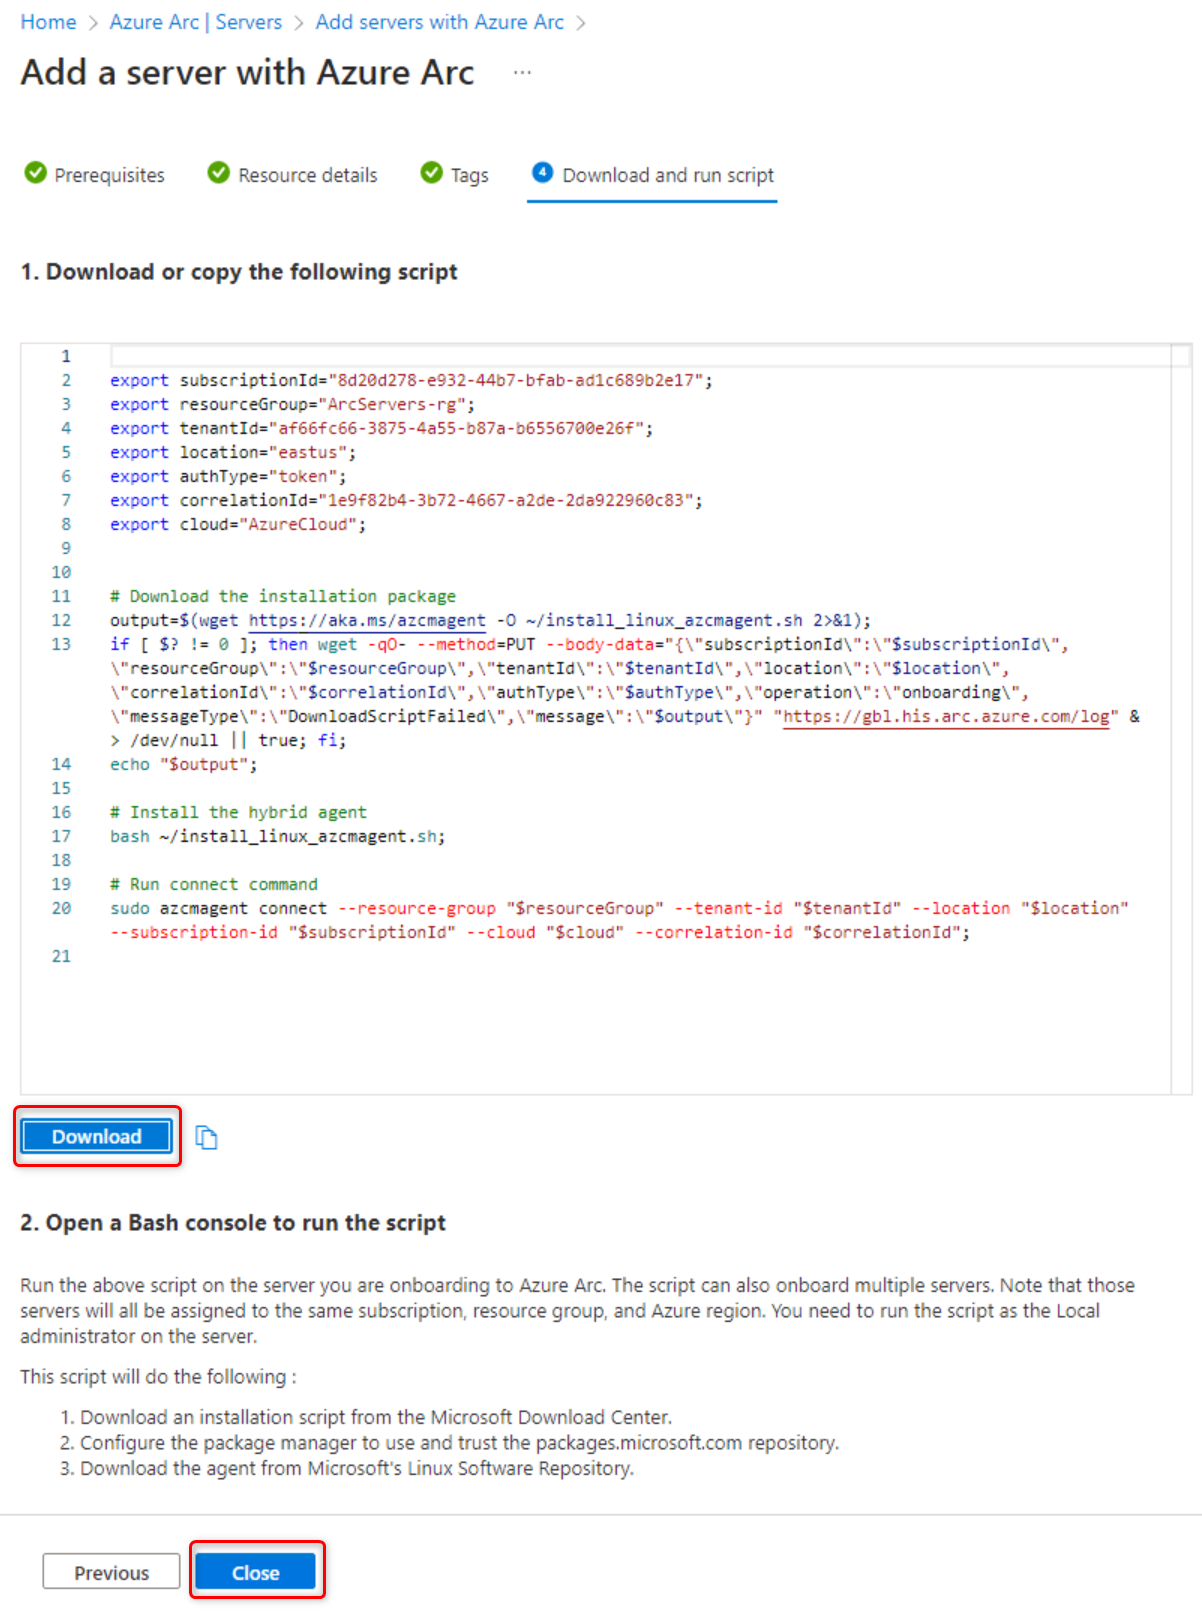 Home > Azure Arc | Servers > Add servers with Azure Arc >
Add a server with Azure Arc ...
Prerequisites Resource details Tags 4 Download and run script
1. Download or copy the following script
1
2 export subscriptionId="8d20d278-e932-44b7-bfab-ad1c689b2e17";
3 export resourceGroup="ArcServers-rg";
4 export tenantId="af66fc66-3875-4a55-b87a-b6556700e26f";
5 export location="eastus";
6 export authType="token";
7 export correlationId="1e9f82b4-3b72-4667-a2de-2da922960c83";
8 export cloud="AzureCloud";
9
10
11 # Download the installation package
12 output=$(wget https://aka.ms/azcmagent -O ~/install_linux_azcmagent.sh 2>&1);
13 if [ $? != 0 ]; then wget -qO- --method=PUT --body-data="{\"subscriptionId\":\"$subscriptionId\",
\"resourceGroup\":\"$resourceGroup\",\"tenantId\":\"$tenantId\",\"location\":\"$location\",
\"correlationId\":\"$correlationId\",\"authType\":\"$authType\",\"operation\":\"onboarding\",
\"messageType\":\"DownloadScriptFailed\",\"message\":\"$output\"}" "https://gbl.his.arc.azure.com/log" &
> /dev/null || true; fi;
14 echo "$output";
15
16 # Install the hybrid agent
17 bash ~/install_linux_azcmagent.sh;
18
19 # Run connect command
20 sudo azcmagent connect --resource-group "$resourceGroup" --tenant-id "$tenantId" --location "$location"
--subscription-id "$subscriptionId" --cloud "$cloud" --correlation-id "$correlationId";
21
Download
2. Open a Bash console to run the script
Run the above script on the server you are onboarding to Azure Arc. The script can also onboard multiple servers. Note that those
servers will all be assigned to the same subscription, resource group, and Azure region. You need to run the script as the Local
administrator on the server.
This script will do the following :
1. Download an installation script from the Microsoft Download Center.
2. Configure the package manager to use and trust the packages.microsoft.com repository.
3. Download the agent from Microsoft's Linux Software Repository.
Previous Close